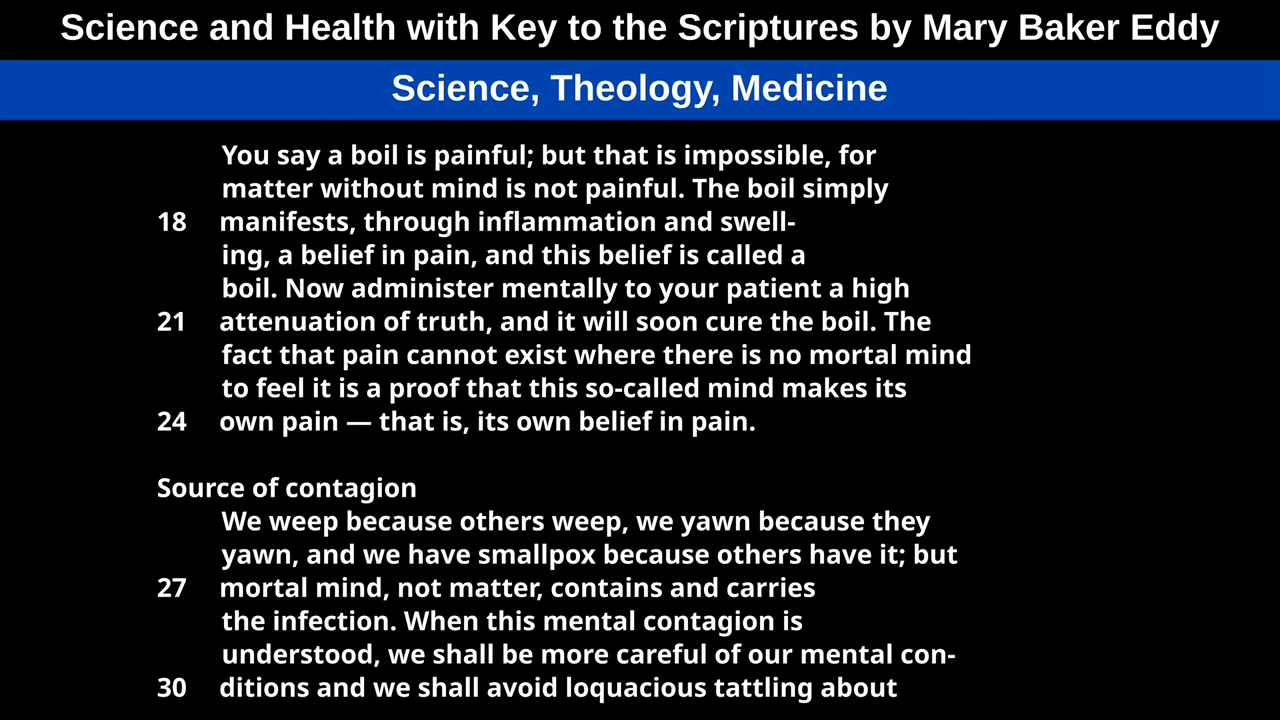 Science and Health with Key to the Scriptures by Mary Baker Eddy
Science, Theology, Medicine
You say a boil is painful; but that is impossible, for
matter without mind is not painful. The boil simply
18 manifests, through inflammation and swell-
ing, a belief in pain, and this belief is called a
boil. Now administer mentally to your patient a high
21 attenuation of truth, and it will soon cure the boil. The
fact that pain cannot exist where there is no mortal mind
to feel it is a proof that this so-called mind makes its
24 own pain — that is, its own belief in pain.
Source of contagion
We weep because others weep, we yawn because they
yawn, and we have smallpox because others have it; but
27 mortal mind, not matter, contains and carries
the infection. When this mental contagion is
understood, we shall be more careful of our mental con-
30 ditions and we shall avoid loquacious tattling about